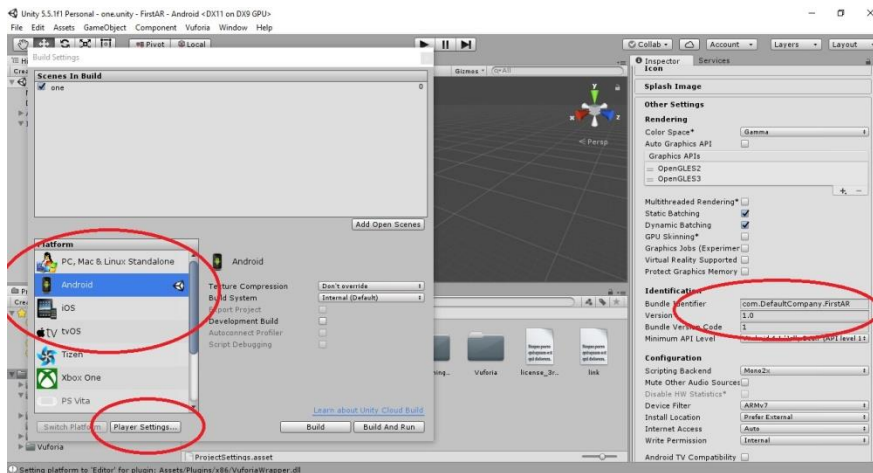 Unity 5.5.1f1 Personal - one.unity - FirstAR - Android <DX11 on DX9 GPU>
File Edit Assets GameObject Component Vuforia Window Help
Pivot Local
Collab Account Layers Layout
Build Settings
Scenes In Build
one 0
Add Open Scenes
Platform
PC, Mac & Linux Standalone
Android
iOS
tv tvOS
Tizen
Xbox One
PS Vita
Switch Platform Player Settings...
Android
Texture Compression Don't override
Build System Internal (Default)
Export Project
Development Build
Autoconnect Profiler
Script Debugging
Learn about Unity Cloud Build
Build Build And Run
Gizmos All
y
x z
Persp
Vuforia license_3r... link
Vuforia
ProjectSettings.asset
Setting platform to 'Editor' for plugin: Assets/Plugins/x86/VuforiaWrapper.dll
Inspector Services
Icon
Splash Image
Other Settings
Rendering
Color Space* Gamma
Auto Graphics API
Graphics APIs
OpenGLES2
OpenGLES3
Multithreaded Rendering*
Static Batching
Dynamic Batching
GPU Skinning*
Graphics Jobs (Experimen
Virtual Reality Supported
Protect Graphics Memory
Identification
Bundle Identifier com.DefaultCompany.FirstAR
Version 1.0
Bundle Version Code 1
Minimum API Level
Configuration
Scripting Backend Mono2x
Mute Other Audio Sources
Disable HW Statistics*
Device Filter ARMv7
Install Location Prefer External
Internet Access Auto
Write Permission Internal
Android TV Compatibility